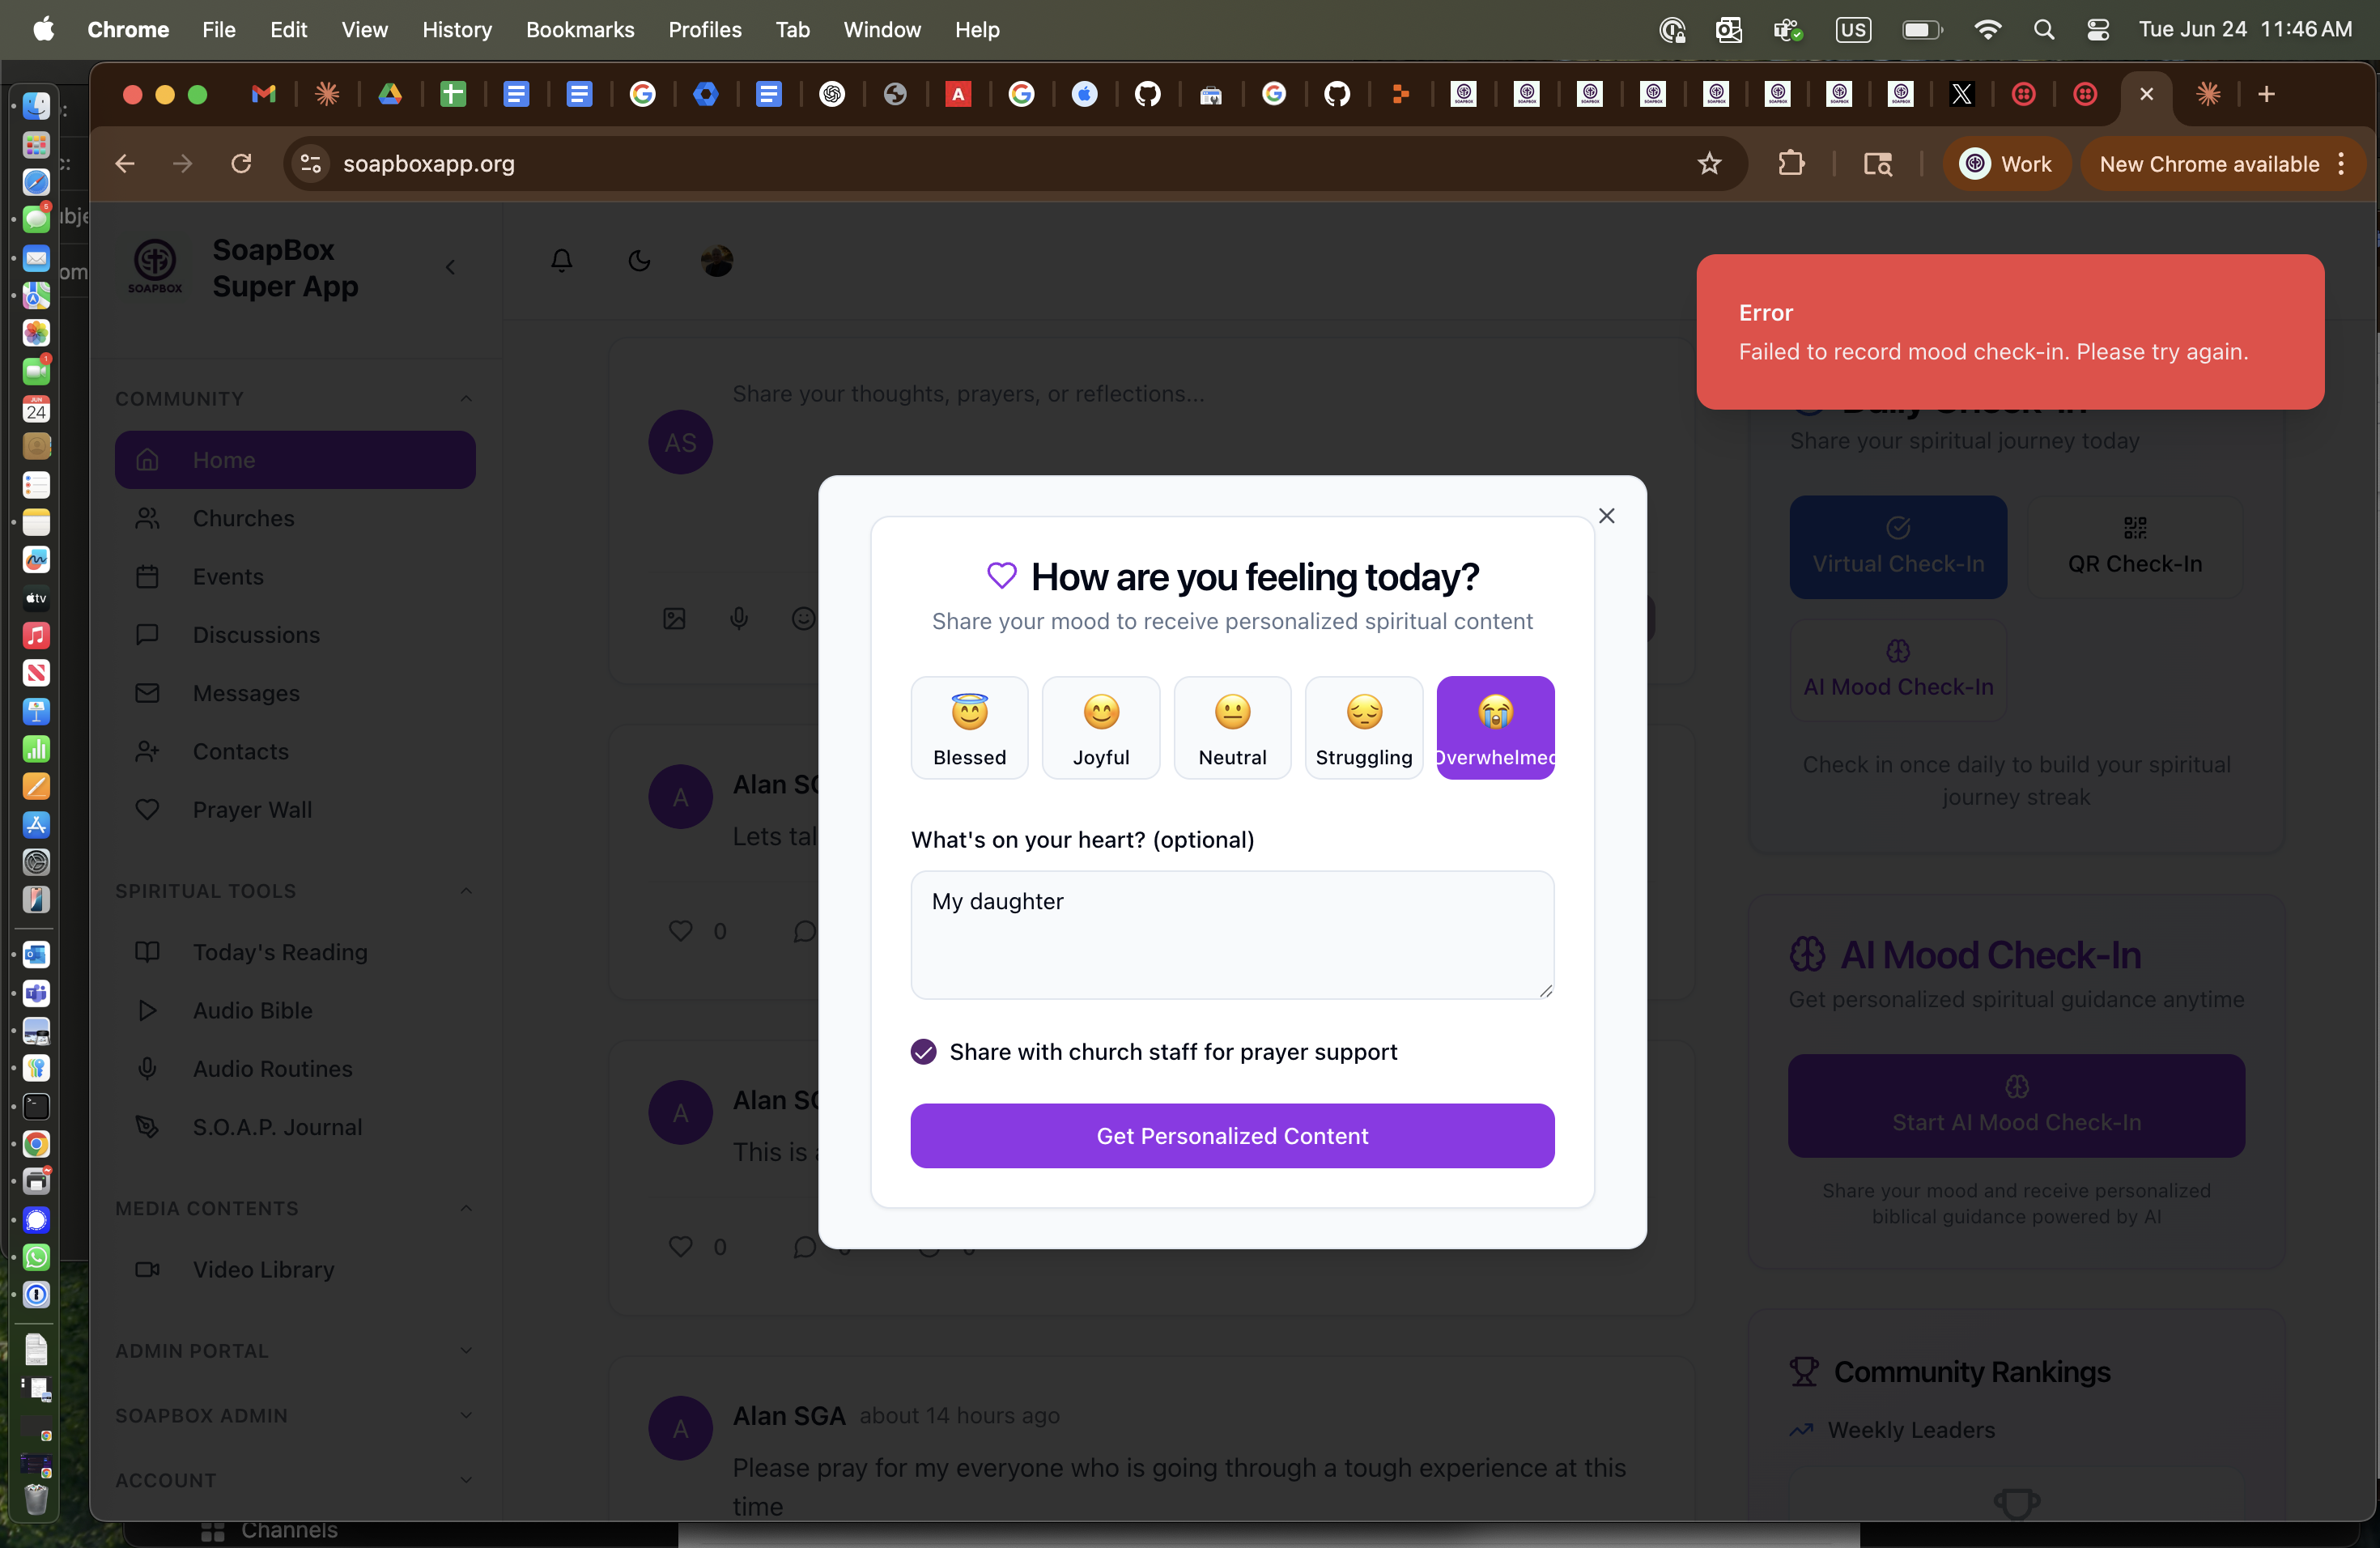 Chrome File Edit View History Bookmarks Profiles Tab Window Help US Tue Jun 24 11:46 AM
soapboxapp.org Work New Chrome available
SOAPBOX
SoapBox
Super App
COMMUNITY
Home
Churches
Events
Discussions
Messages
Contacts
Prayer Wall
SPIRITUAL TOOLS
Today's Reading
Audio Bible
Audio Routines
S.O.A.P. Journal
MEDIA CONTENTS
Video Library
ADMIN PORTAL
SOAPBOX ADMIN
ACCOUNT
Channels
Share your thoughts, prayers, or reflections...
AS
A
Alan SG
Lets tal
0
A
Alan SG
This is
0
A
Alan SGA about 14 hours ago
Please pray for my everyone who is going through a tough experience at this
time
How are you feeling today?
Share your mood to receive personalized spiritual content
Blessed
Joyful
Neutral
Struggling
Overwhelmed
What's on your heart? (optional)
My daughter
Share with church staff for prayer support
Get Personalized Content
Error
Failed to record mood check-in. Please try again.
Daily Check-In
Share your spiritual journey today
Virtual Check-In
QR Check-In
AI Mood Check-In
Check in once daily to build your spiritual
journey streak
AI Mood Check-In
Get personalized spiritual guidance anytime
Start AI Mood Check-In
Share your mood and receive personalized
biblical guidance powered by AI
Community Rankings
Weekly Leaders